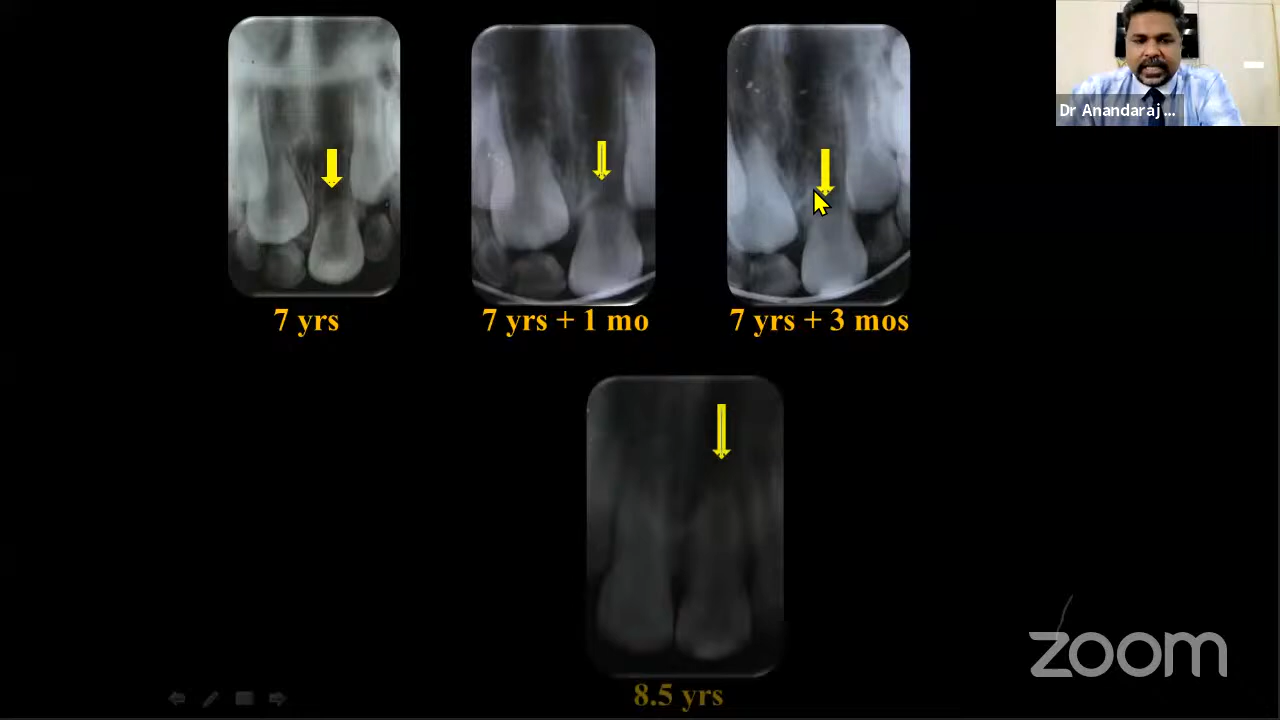 Dr Anandaraj ...
7 yrs
7 yrs + 1 mo
7 yrs + 3 mos
8.5 yrs
zoom